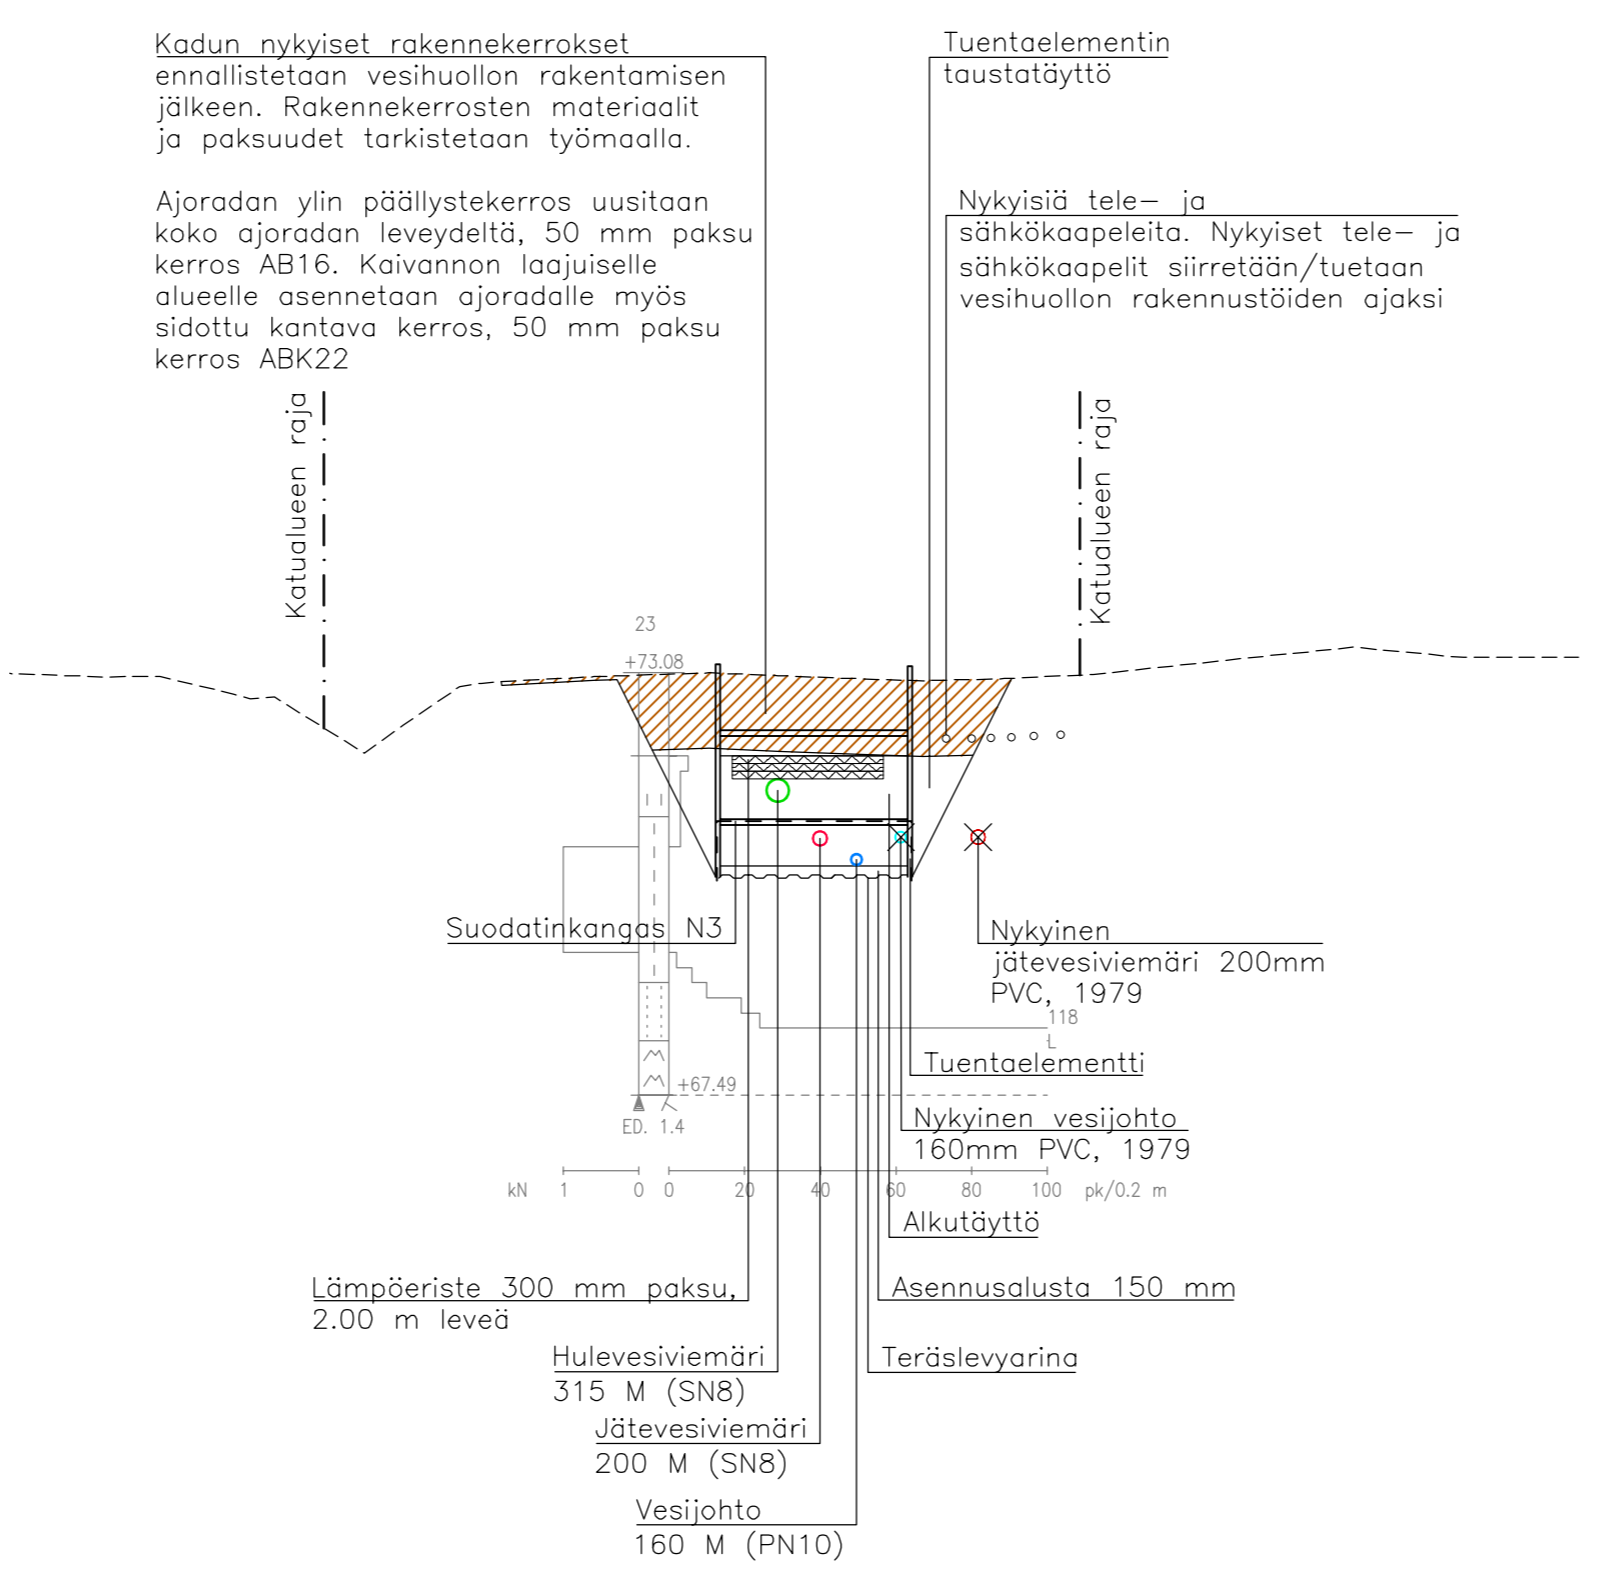 Kadun nykyiset rakennekerrokset
ennallistetaan vesihuollon rakentamisen
jälkeen. Rakennekerrosten materiaalit
ja paksuudet tarkistetaan työmaalla.
Ajoradan ylin päällystekerros uusitaan
koko ajoradan leveydeltä, 50 mm paksu
kerros AB16. Kaivannon laajuiselle
alueelle asennetaan ajoradalle myös
sidottu kantava kerros, 50 mm paksu
kerros ABK22
Tuentaelementin
taustatäyttö
Nykyisiä tele- ja
sähkökaapeleita. Nykyiset tele- ja
sähkökaapelit siirretään/tuetaan
vesihuollon rakennustöiden ajaksi
Katualueen raja
Katualueen raja
23
+73.08
Suodatinkangas N3
Nykyinen
jätevesiviemäri 200mm
PVC, 1979
118
L
Tuentaelementti
+67.49
ED. 1.4
Nykyinen vesijohto
160mm PVC, 1979
kN 1 0 0 20 40 60 80 100 pk/0.2 m
Alkutäyttö
Lämpöeriste 300 mm paksu,
2.00 m leveä
Asennusalusta 150 mm
Hulevesiviemäri
315 M (SN8)
Teräslevyarina
Jätevesiviemäri
200 M (SN8)
Vesijohto
160 M (PN10)